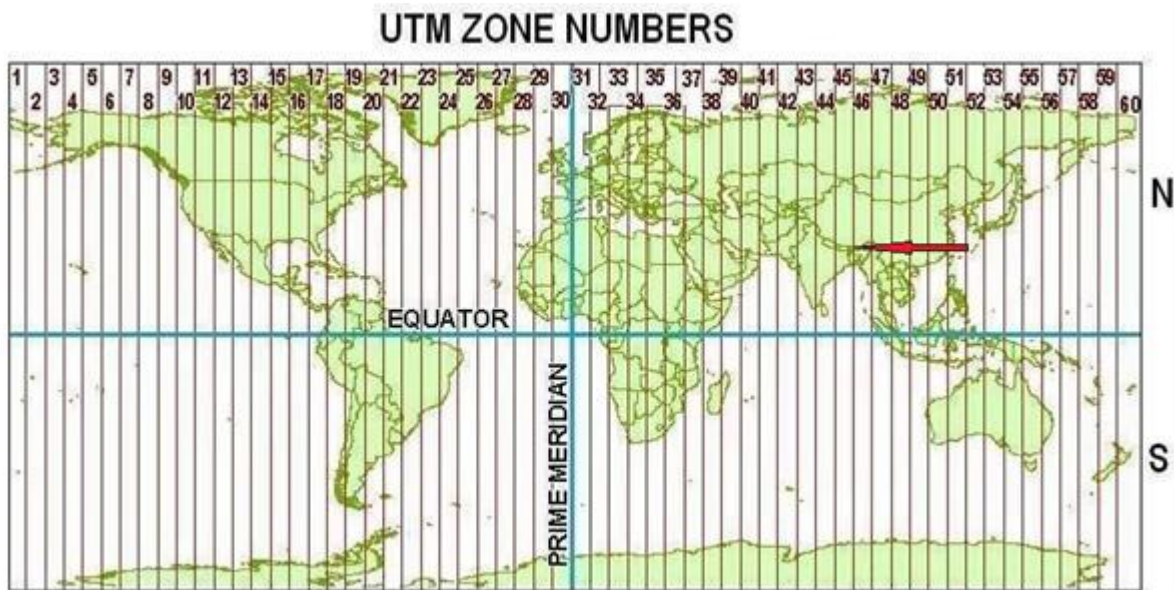 UTM ZONE NUMBERS
1 3 5 7 9 11 13 15 17 19 21 23 25 27 29 31 33 35 37 39 41 43 45 47 49 51 53 55 57 59
2 4 6 8 10 12 14 16 18 20 22 24 26 28 30 32 34 36 38 40 42 44 46 48 50 52 54 56 58 60
N
EQUATOR
PRIME MERIDIAN
S